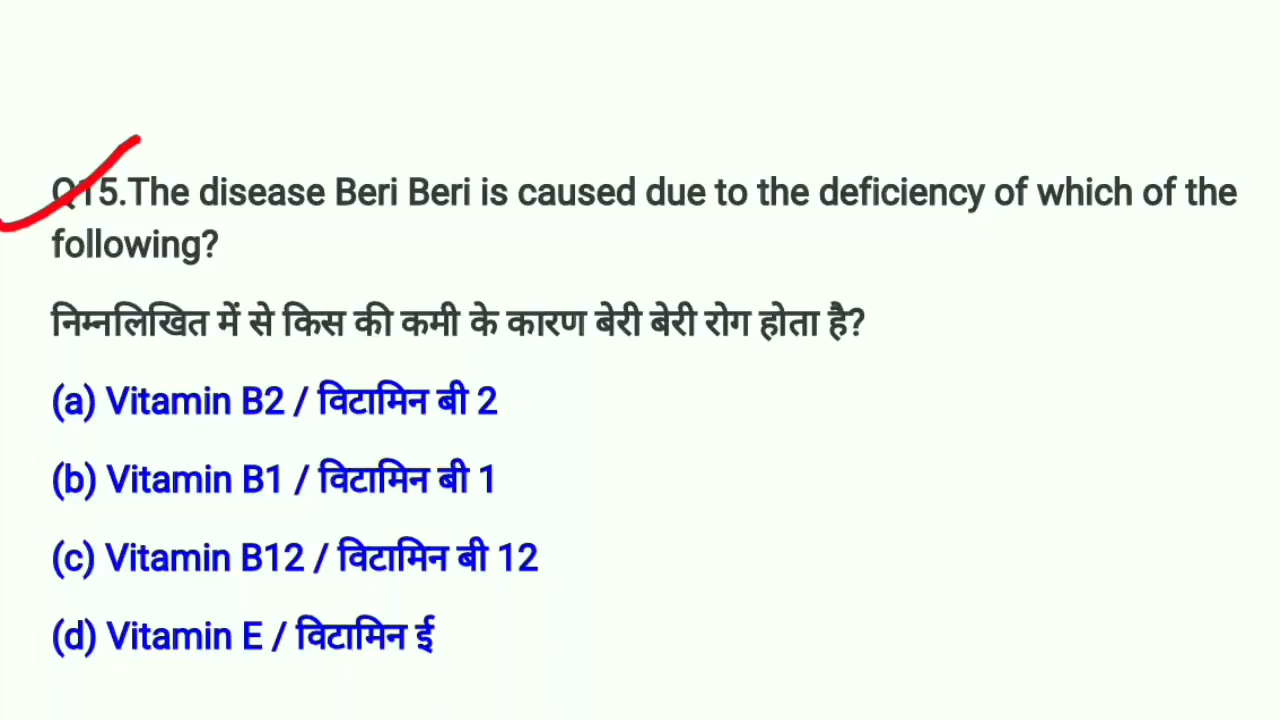 Q15.The disease Beri Beri is caused due to the deficiency of which of the
following?
निम्नलिखित में से किस की कमी के कारण बेरी बेरी रोग होता है?
(a) Vitamin B2 / विटामिन बी 2
(b) Vitamin B1 / विटामिन बी 1
(c) Vitamin B12 / विटामिन बी 12
(d) Vitamin E / विटामिन ई